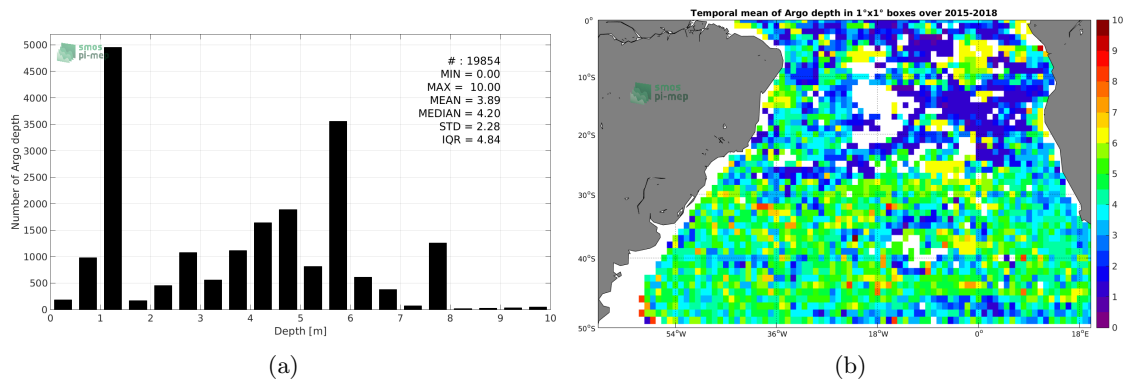 smos
pi-mep
# : 19854
MIN = 0.00
MAX = 10.00
MEAN = 3.89
MEDIAN = 4.20
STD = 2.28
IQR = 4.84
Number of Argo depth
5000
4500
4000
3500
3000
2500
2000
1500
1000
500
0
0 1 2 3 4 5 6 7 8 9 10
Depth [m]
(a)
Temporal mean of Argo depth in 1°x1° boxes over 2015-2018
smos
pi-mep
0°
10°S
20°S
30°S
40°S
50°S
54°W 36°W 18°W 0° 18°E
10
9
8
7
6
5
4
3
2
1
0
(b)